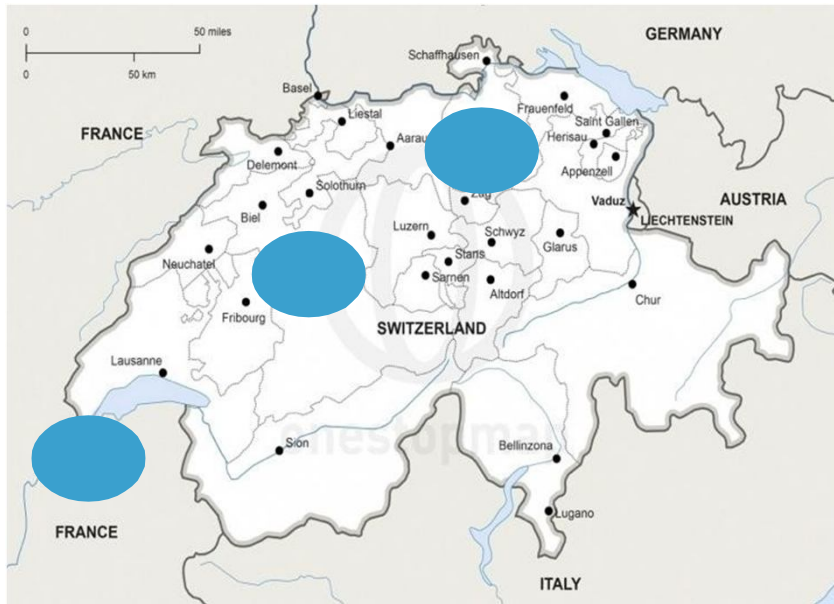 0
50 miles
0
50 km
GERMANY
Schaffhausen
Basel
Frauenfeld
Liestal
Saint Gallen
FRANCE
Aarau
Herisau
Delemont
Appenzell
Solothurn
Zug
AUSTRIA
Vaduz
Biel
LIECHTENSTEIN
Luzern
Schwyz
Glarus
Neuchatel
Stans
Sarnen
Altdorf
Chur
Fribourg
SWITZERLAND
Lausanne
Sion
onestopmap
Bellinzona
Lugano
FRANCE
ITALY